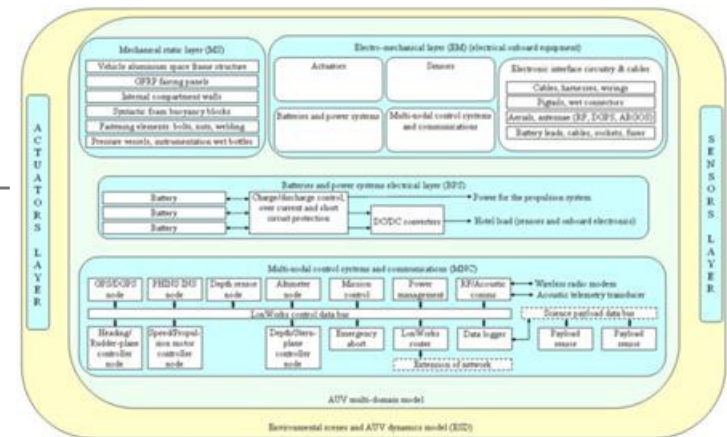 Mechanical static layer (MS)
Vehicle aluminium space frame structure
GFRP fairing panels
Internal compartment walls
Syntactic foam buoyancy blocks
Fastening elements: bolts, nuts, welding
Pressure vessels, instrumentation wet bottles
Electro-mechanical layer (EM) (electrical onboard equipment)
Actuators
Sensors
Batteries and power systems
Multi-nodal control systems
and communications
Electronic interface circuitry & cables
Cables, harnesses, wirings
Pigtails, wet connectors
Aerials, antennae (RF, DGPS, ARGOS)
Battery leads, cables, sockets, fuses
ACTUATORS LAYER
SENSORS LAYER
Batteries and power systems electrical layer (BPS)
Battery
Battery
Battery
Charge/discharge control,
over current and short
circuit protection
DC/DC converters
Power for the propulsion system
Hotel load (sensors and onboard electronics)
Multi-nodal control systems and communications (MNC)
GPS/DGPS
node
PHINS INS
node
Depth sensor
node
Altimeter
node
Mission
control
Power
management
RF/Acoustic
comms
Wireless radio modem
Acoustic telemetry transducer
LonWorks control data bus
Science payload data bus
Heading/
Rudder-plane
controller
node
Speed/Propul-
sion motor
controller
node
Depth/Stern-
plane
controller
node
Emergency
abort
LonWorks
router
Data logger
Payload
sensor
Payload
sensor
Extension of network
AUV multi-domain model
Environmental scenes and AUV dynamics model (ESD)